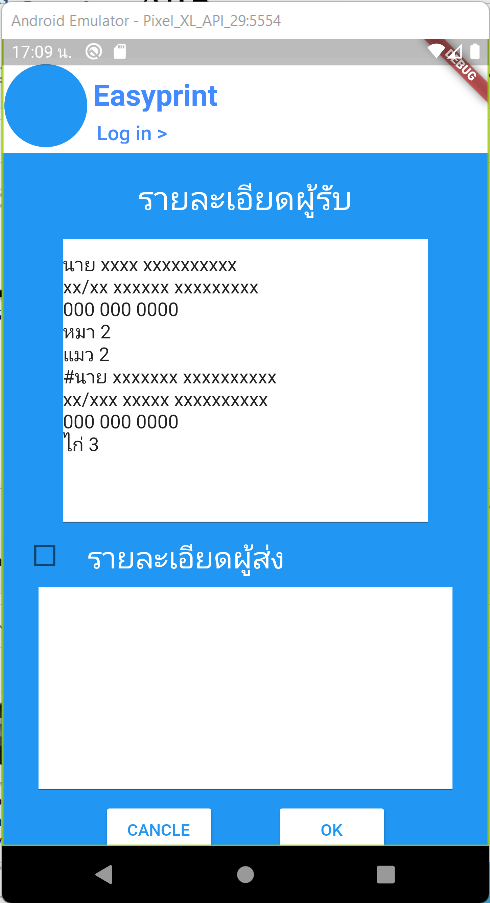 Android Emulator - Pixel_XL_API_29:5554
17:09 น.
DEBUG
Easyprint
Log in >
รายละเอียดผู้รับ
นาย xxxx xxxxxxxxxx
xx/xx xxxxxx xxxxxxxxx
000 000 0000
หมา 2
แมว 2
#นาย xxxxxxx xxxxxxxxxx
xx/xxx xxxxx xxxxxxxxxx
000 000 0000
ไก่ 3
รายละเอียดผู้ส่ง
CANCLE OK